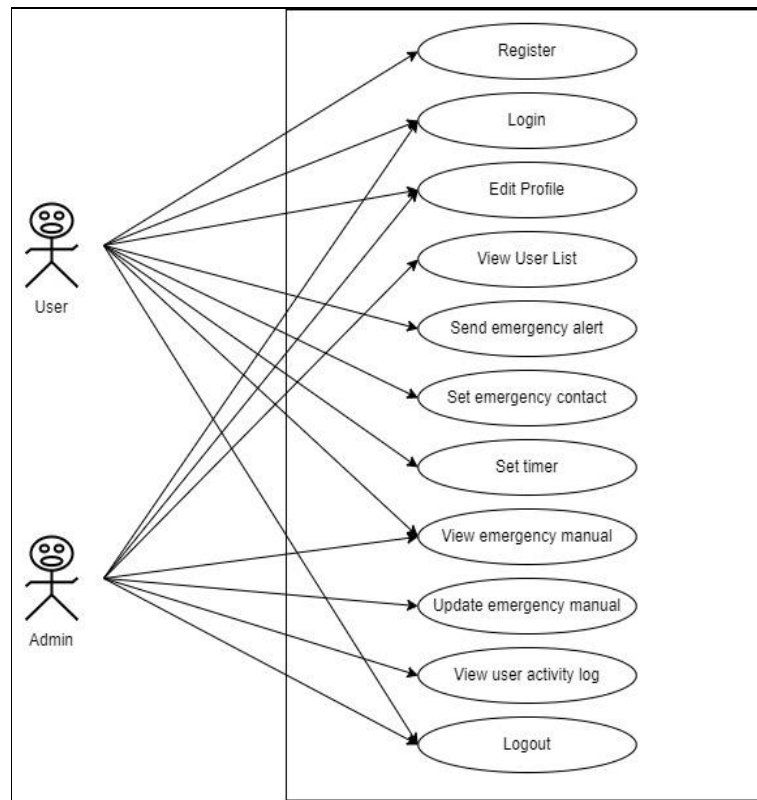 Register
Login
Edit Profile
View User List
User
Send emergency alert
Set emergency contact
Set timer
View emergency manual
Update emergency manual
Admin
View user activity log
Logout